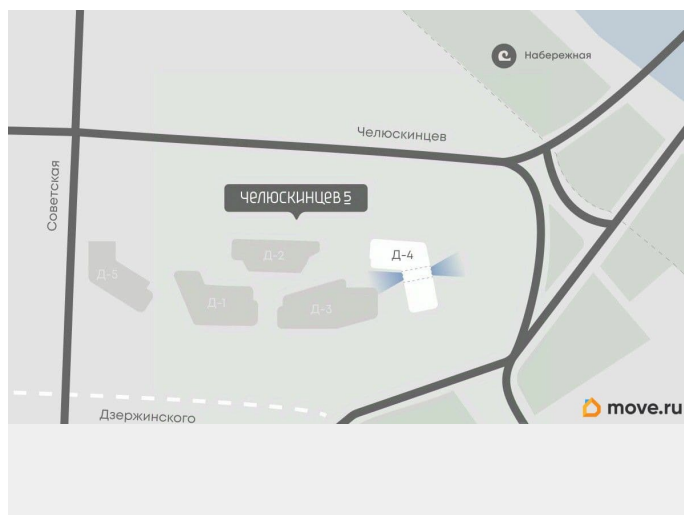 Набережная
Челюскинцев
Советская
челюскинцев 5
Д-2
Д-4
Д-5
Д-1
Д-3
Дзержинского
move.ru